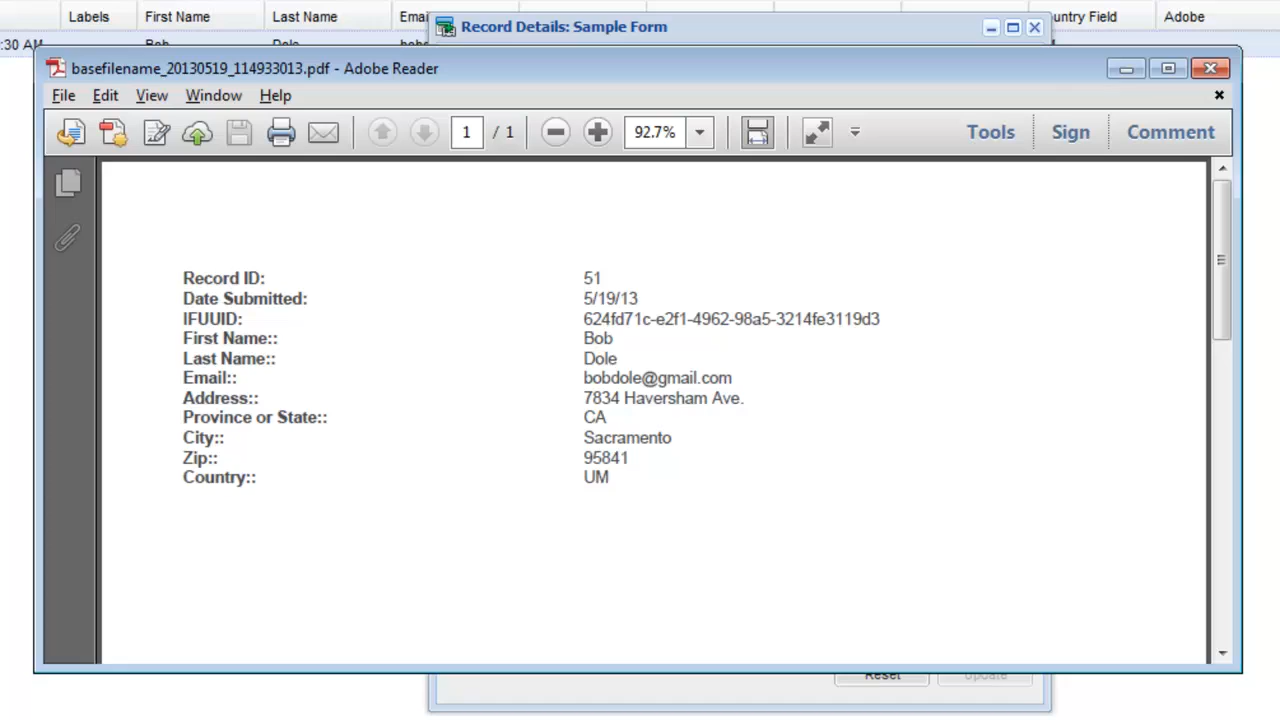 Labels First Name Last Name Emai untry Field Adobe
Record Details: Sample Form
:30 AM Bob Dole
basefilename_20130519_114933013.pdf - Adobe Reader
File Edit View Window Help
1 / 1 92.7% Tools Sign Comment
Record ID: 51
Date Submitted: 5/19/13
IFUUID: 624fd71c-e2f1-4962-98a5-3214fe3119d3
First Name:: Bob
Last Name:: Dole
Email:: bobdole@gmail.com
Address:: 7834 Haversham Ave.
Province or State:: CA
City:: Sacramento
Zip:: 95841
Country:: UM
Reset Update